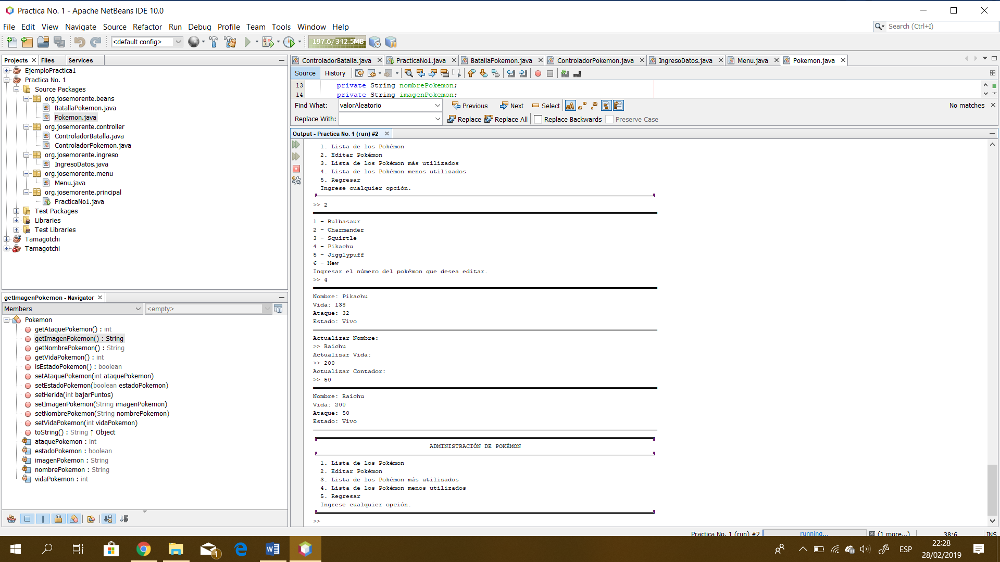 Practica No. 1 - Apache NetBeans IDE 10.0
File Edit View Navigate Source Refactor Run Debug Profile Team Tools Window Help
Search (Ctrl+I)
<default config>
197.6/342.5MB
Projects Files Services
EjemploPractica1
Practica No. 1
Source Packages
org.josemorente.beans
BatallaPokemon.java
Pokemon.java
org.josemorente.controller
ControladorBatalla.java
ControladorPokemon.java
org.josemorente.ingreso
IngresoDatos.java
org.josemorente.menu
Menu.java
org.josemorente.principal
PracticaNo1.java
Test Packages
Libraries
Test Libraries
Tamagotchi
Tamagotchi
getImagenPokemon - Navigator
Members
<empty>
Pokemon
getAtaquePokemon() : int
getImagenPokemon() : String
getNombrePokemon() : String
getVidaPokemon() : int
isEstadoPokemon() : boolean
setAtaquePokemon(int ataquePokemon)
setEstadoPokemon(boolean estadoPokemon)
setHerida(int bajarPuntos)
setImagenPokemon(String imagenPokemon)
setNombrePokemon(String nombrePokemon)
setVidaPokemon(int vidaPokemon)
toString() : String ↑ Object
ataquePokemon : int
estadoPokemon : boolean
imagenPokemon : String
nombrePokemon : String
vidaPokemon : int
ControladorBatalla.java PracticaNo1.java BatallaPokemon.java ControladorPokemon.java IngresoDatos.java Menu.java Pokemon.java
Source History
13 private String nombrePokemon;
14 private String imagenPokemon;
Find What: valorAleatorio Previous Next Select No matches
Replace With: Replace Replace All Replace Backwards Preserve Case
Output - Practica No. 1 (run) #2
1. Lista de los Pokémon
2. Editar Pokémon
3. Lista de los Pokémon más utilizados
4. Lista de los Pokémon menos utilizados
5. Regresar
Ingrese cualquier opción.
>> 2
1 - Bulbasaur
2 - Charmander
3 - Squirtle
4 - Pikachu
5 - Jigglypuff
6 - Mew
Ingresar el número del pokémon que desea editar.
>> 4
Nombre: Pikachu
Vida: 138
Ataque: 32
Estado: Vivo
Actualizar Nombre:
>> Raichu
Actualizar Vida:
>> 200
Actualizar Contador:
>> 50
Nombre: Raichu
Vida: 200
Ataque: 50
Estado: Vivo
ADMINISTRACIÓN DE POKÉMON
1. Lista de los Pokémon
2. Editar Pokémon
3. Lista de los Pokémon más utilizados
4. Lista de los Pokémon menos utilizados
5. Regresar
Ingrese cualquier opción.
>>
Practica No. 1 (run) #2 running... (1 more...) 38:6 INS
1
ESP
22:28
28/02/2019